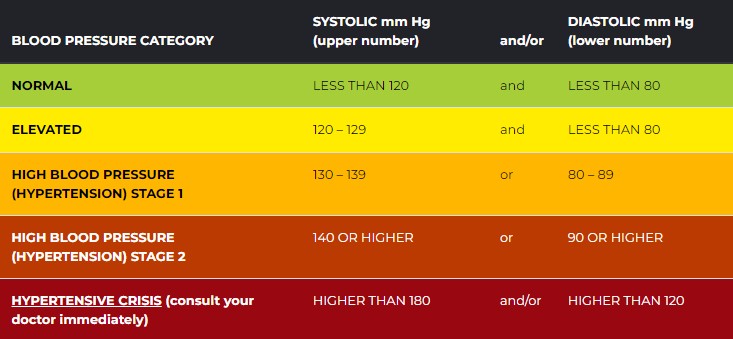 SYSTOLIC mm Hg DIASTOLIC mm Hg
BLOOD PRESSURE CATEGORY (upper number) and/or (lower number)
NORMAL LESS THAN 120 and LESS THAN 80
ELEVATED 120 – 129 and LESS THAN 80
HIGH BLOOD PRESSURE 130 – 139 or 80 – 89
(HYPERTENSION) STAGE 1
HIGH BLOOD PRESSURE 140 OR HIGHER or 90 OR HIGHER
(HYPERTENSION) STAGE 2
HYPERTENSIVE CRISIS (consult your HIGHER THAN 180 and/or HIGHER THAN 120
doctor immediately)